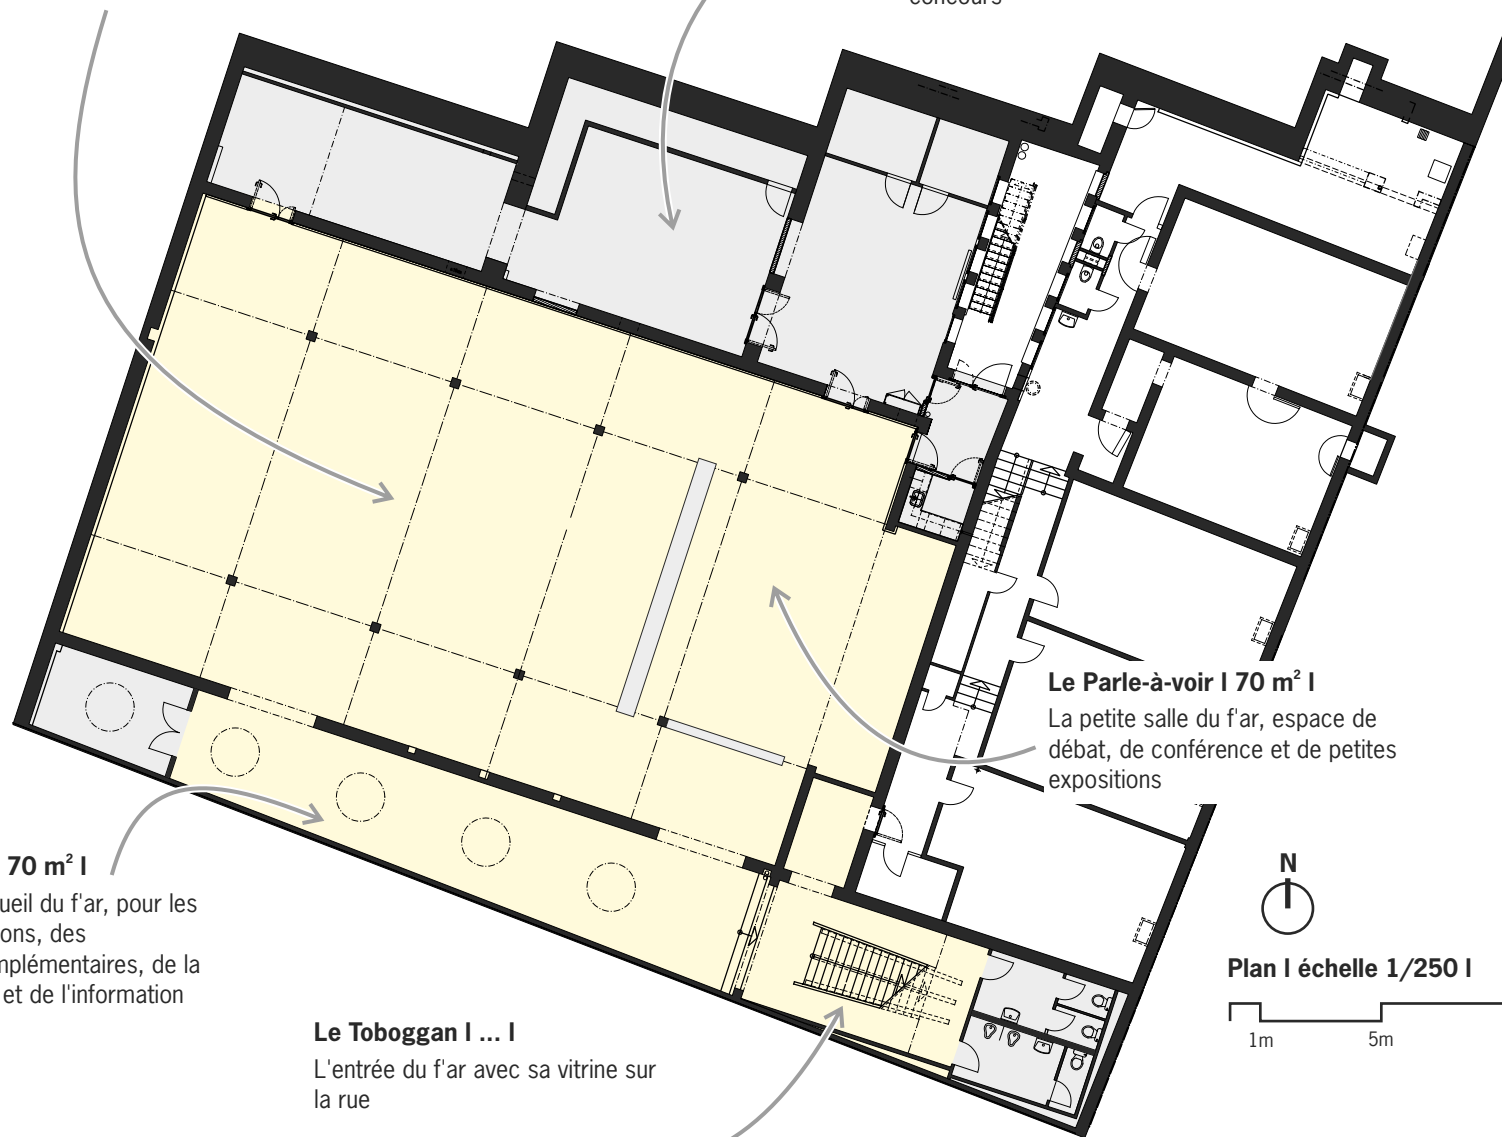 concours
Le Parle-à-voir I 70 m² I
La petite salle du f'ar, espace de
débat, de conférence et de petites
expositions
70 m² I
ueil du f'ar, pour les
ons, des
mplémentaires, de la
et de l'information
Le Toboggan I ... I
L'entrée du f'ar avec sa vitrine sur
la rue
N
Plan I échelle 1/250 I
1m 5m